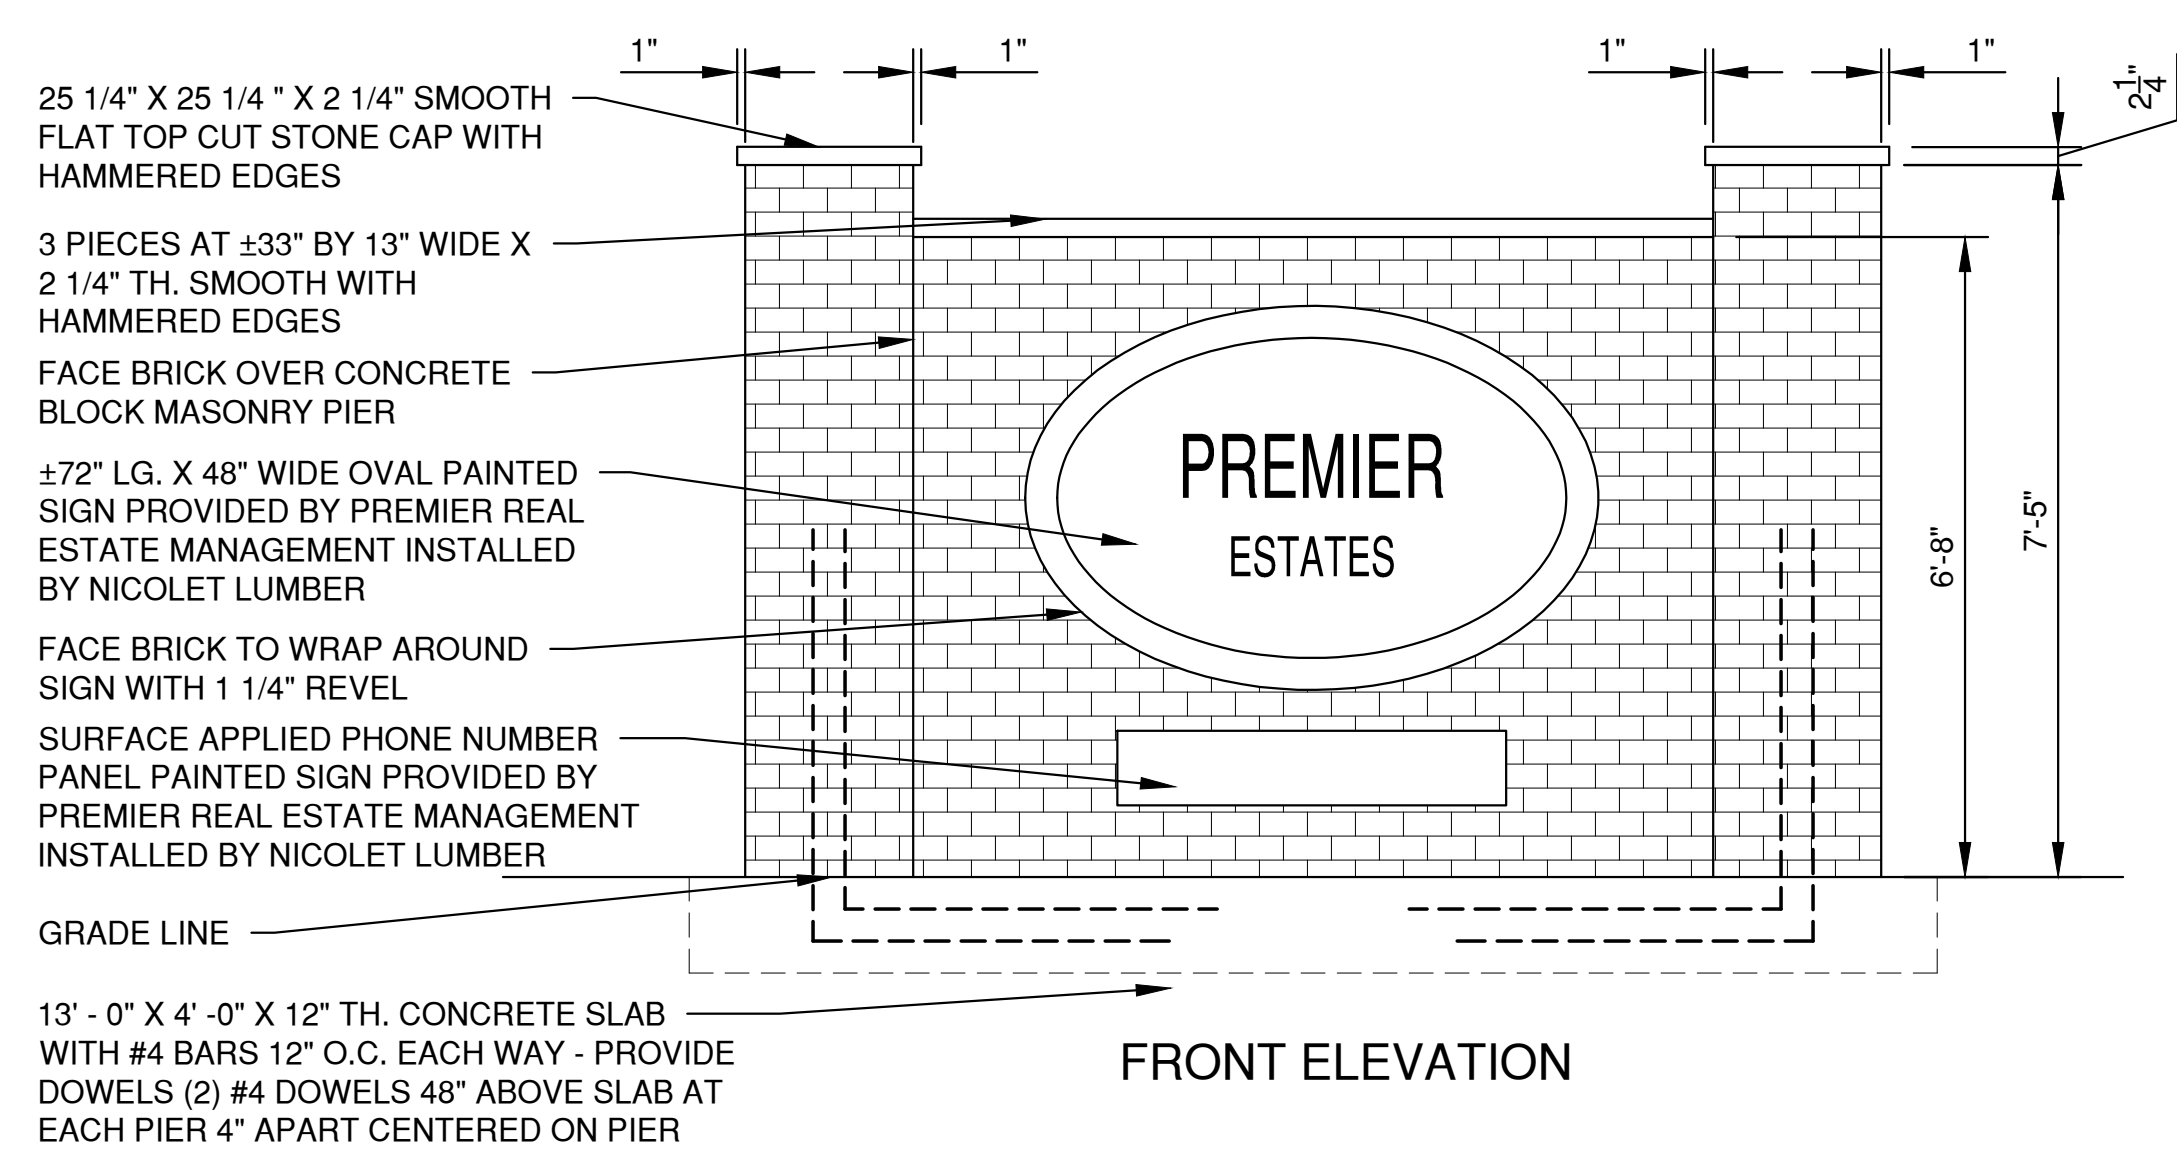 1" 1" 1" 1"
2 1/4"
25 1/4" X 25 1/4 " X 2 1/4" SMOOTH
FLAT TOP CUT STONE CAP WITH
HAMMERED EDGES
3 PIECES AT ±33" BY 13" WIDE X
2 1/4" TH. SMOOTH WITH
HAMMERED EDGES
FACE BRICK OVER CONCRETE
BLOCK MASONRY PIER
±72" LG. X 48" WIDE OVAL PAINTED
SIGN PROVIDED BY PREMIER REAL
ESTATE MANAGEMENT INSTALLED
BY NICOLET LUMBER
FACE BRICK TO WRAP AROUND
SIGN WITH 1 1/4" REVEL
SURFACE APPLIED PHONE NUMBER
PANEL PAINTED SIGN PROVIDED BY
PREMIER REAL ESTATE MANAGEMENT
INSTALLED BY NICOLET LUMBER
GRADE LINE
13' - 0" X 4' -0" X 12" TH. CONCRETE SLAB
WITH #4 BARS 12" O.C. EACH WAY - PROVIDE
DOWELS (2) #4 DOWELS 48" ABOVE SLAB AT
EACH PIER 4" APART CENTERED ON PIER
PREMIER
ESTATES
6'-8"
7'-5"
FRONT ELEVATION